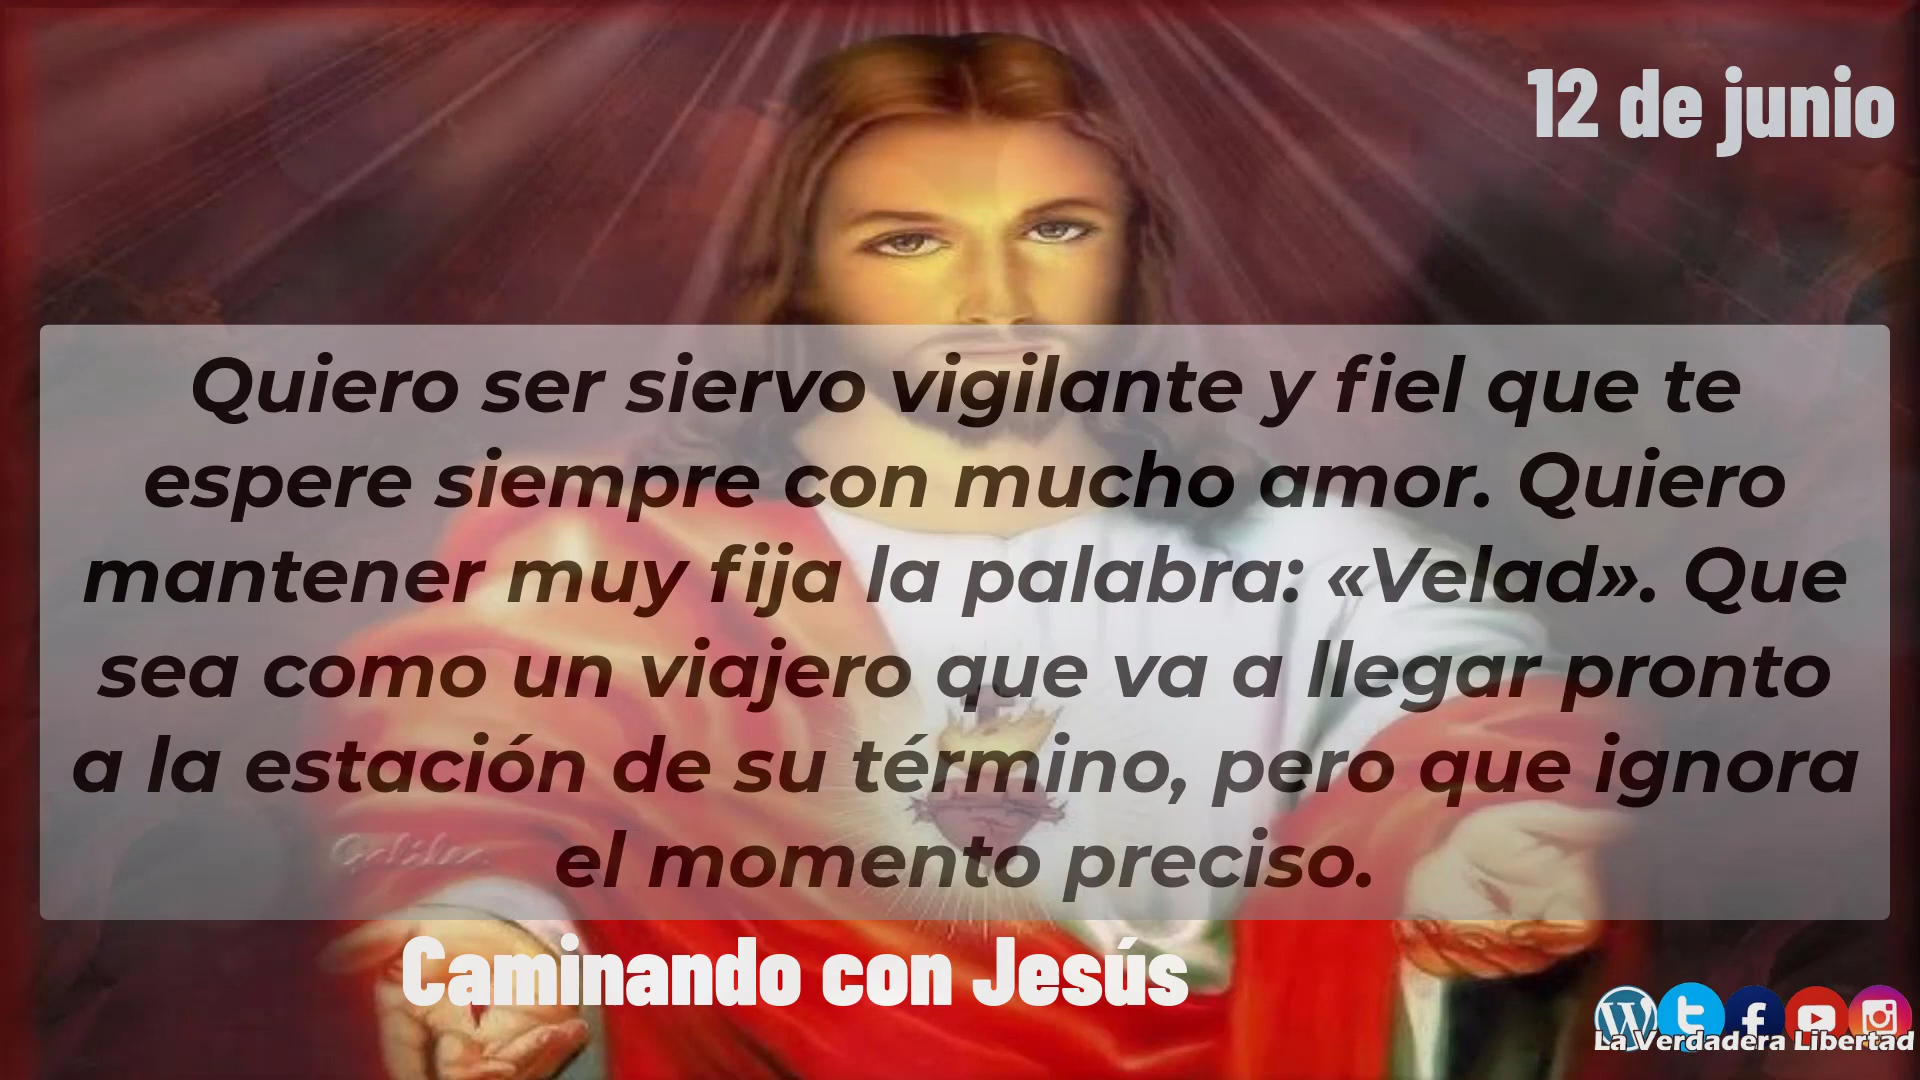 12 de junio
Quiero ser siervo vigilante y fiel que te
espere siempre con mucho amor. Quiero
mantener muy fija la palabra: «Velad». Que
sea como un viajero que va a llegar pronto
a la estación de su término, pero que ignora
el momento preciso.
Galilea
Caminando con Jesús
La Verdadera Libertad